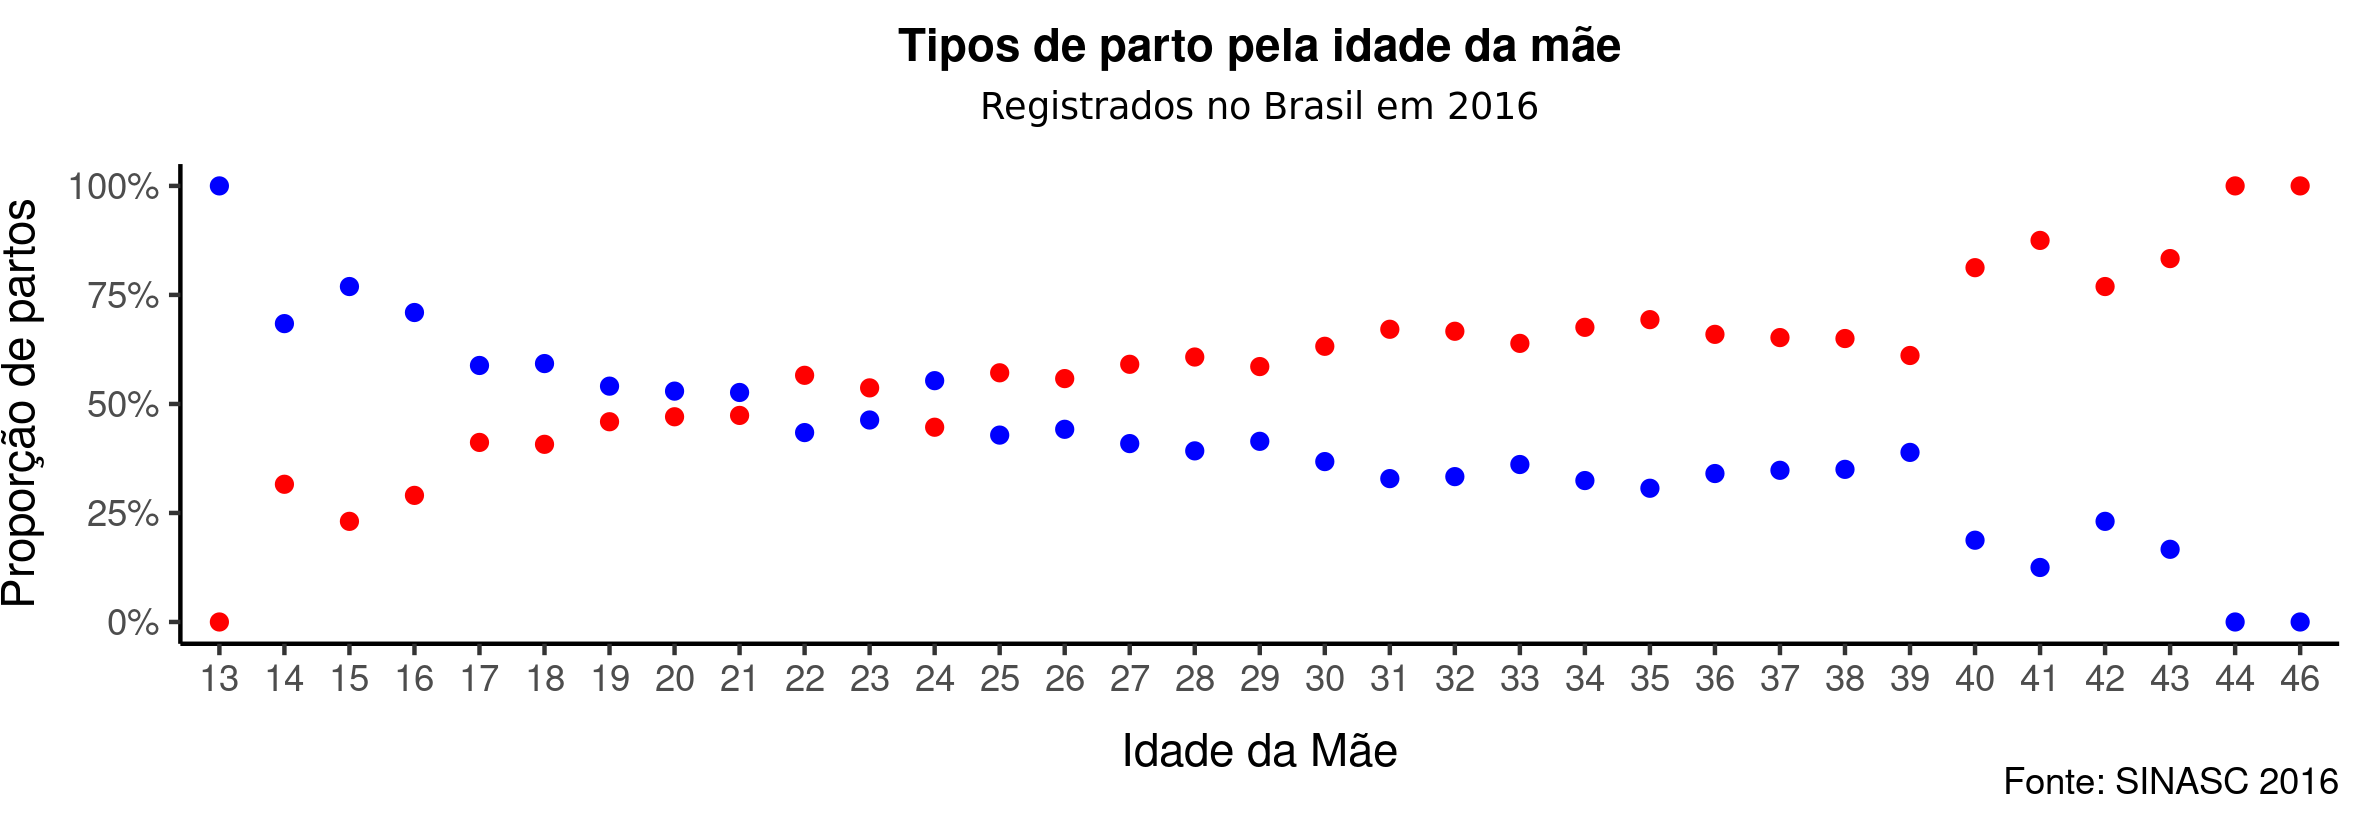 Tipos de parto pela idade da mãe
Registrados no Brasil em 2016
Proporção de partos
100%
75%
50%
25%
0%
13 14 15 16 17 18 19 20 21 22 23 24 25 26 27 28 29 30 31 32 33 34 35 36 37 38 39 40 41 42 43 44 46
Idade da Mãe
Fonte: SINASC 2016